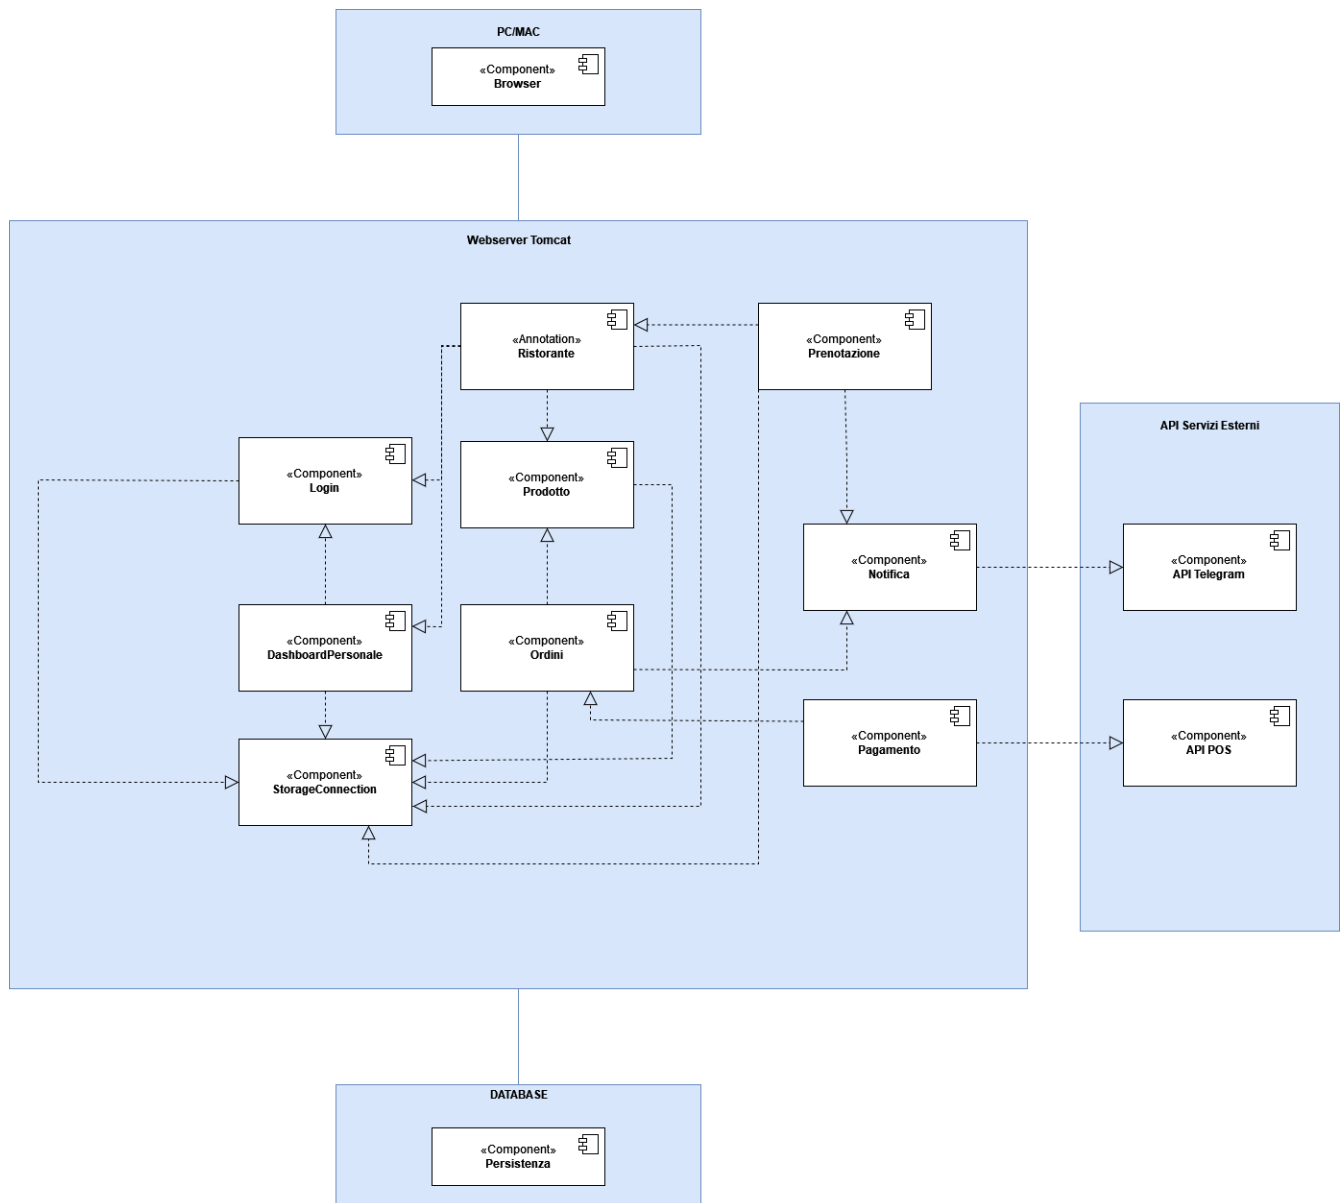 PC/MAC
«Component»
Browser
Webserver Tomcat
«Annotation»
Ristorante
«Component»
Prenotazione
«Component»
Login
«Component»
Prodotto
«Component»
Notifica
«Component»
DashboardPersonale
«Component»
Ordini
«Component»
Pagamento
«Component»
StorageConnection
API Servizi Esterni
«Component»
API Telegram
«Component»
API POS
DATABASE
«Component»
Persistenza